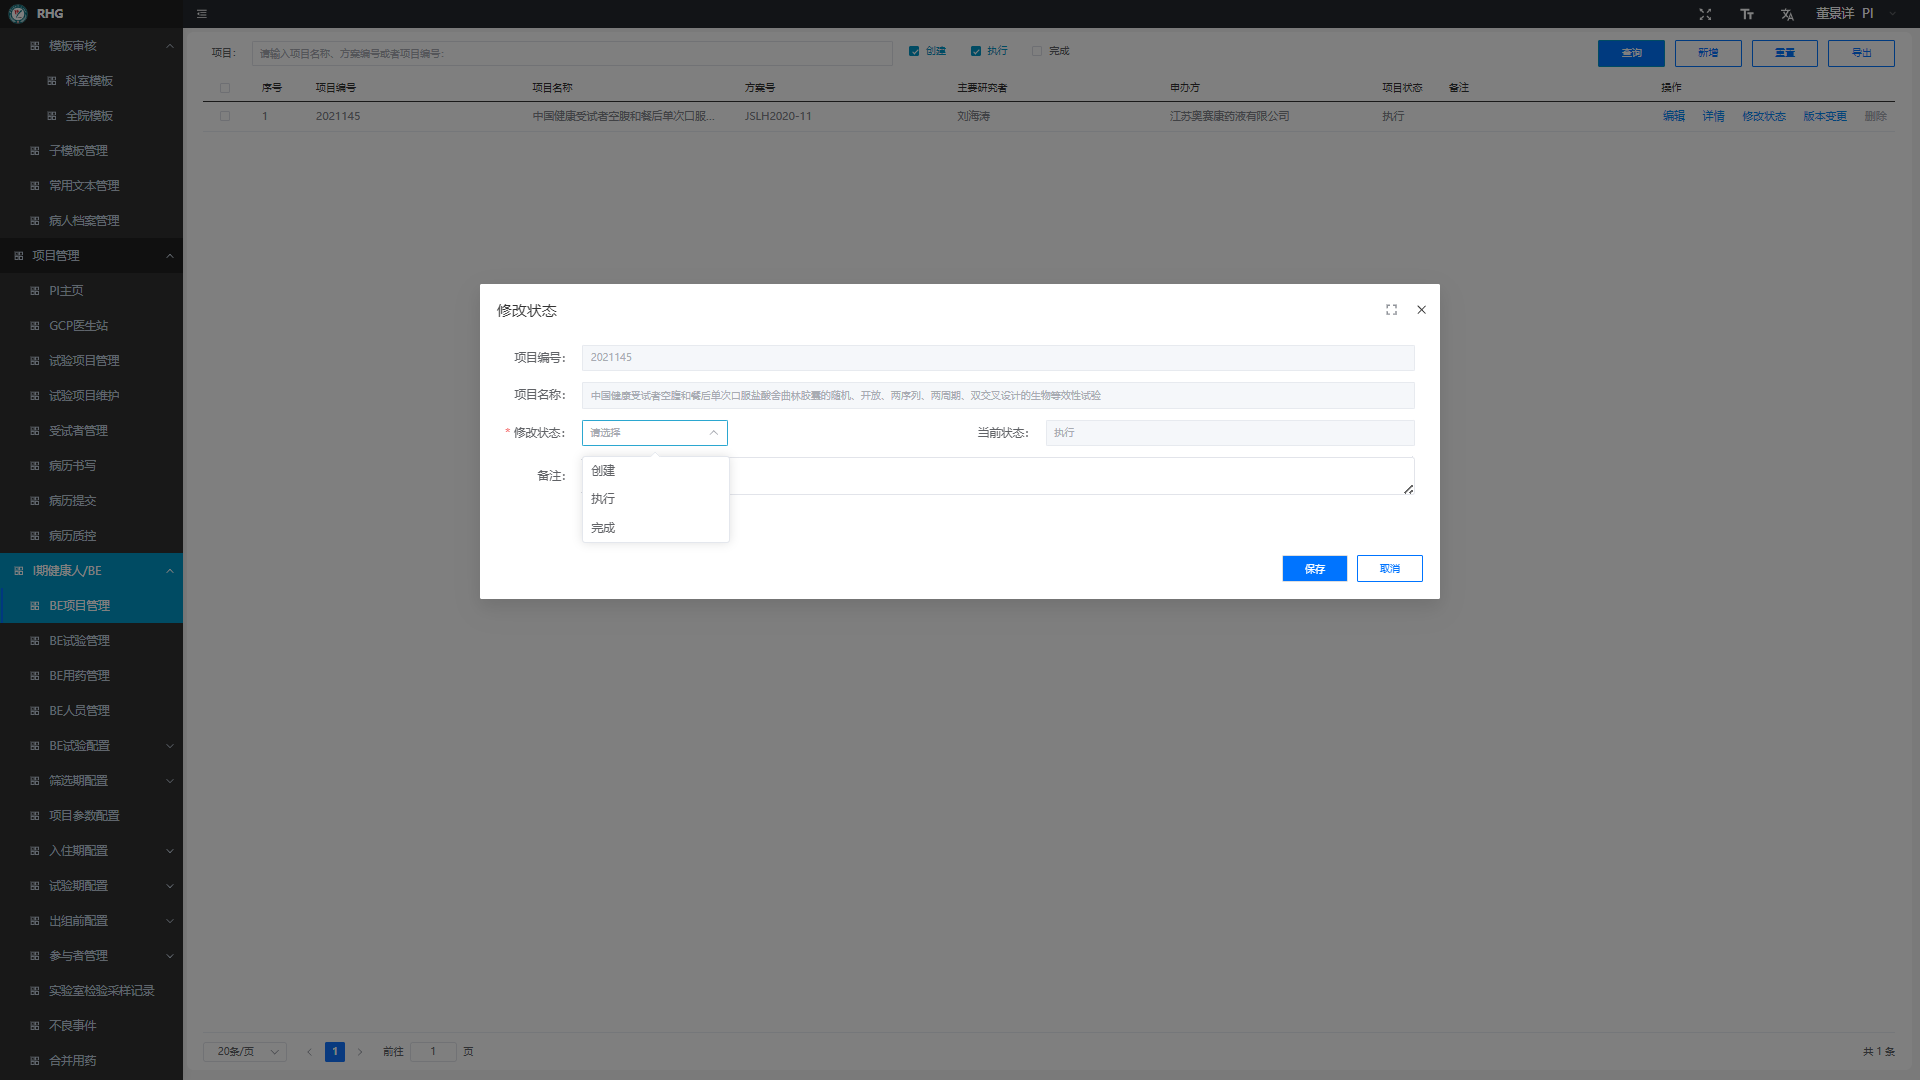 RHG
董景洋 PI
模板审核
科室模板
全院模板
子模板管理
常用文本管理
病人档案管理
项目管理
PI主页
GCP医生站
试验项目管理
试验项目维护
受试者管理
病历书写
病历提交
病历质控
I期健康人/BE
BE项目管理
BE试验管理
BE用药管理
BE人员管理
BE试验配置
筛选期配置
项目参数配置
入住期配置
试验期配置
出组前配置
参与者管理
实验室检验采样记录
不良事件
合并用药
项目: 请输入项目名称、方案编号或者项目编号: 创建 执行 完成 查询 新增 重置 导出
序号 项目编号 项目名称 方案号 主要研究者 申办方 项目状态 备注 操作
1 2021145 中国健康受试者空腹和餐后单次口服... JSLH2020-11 刘海涛 江苏奥赛康药液有限公司 执行 编辑 详情 修改状态 版本变更 删除
修改状态
项目编号: 2021145
项目名称: 中国健康受试者空腹和餐后单次口服盐酸舍曲林胶囊的随机、开放、两序列、两周期、双交叉设计的生物等效性试验
* 修改状态: 请选择 当前状态: 执行
备注:
创建
执行
完成
保存 取消
20条/页 1 前往 1 页 共 1 条